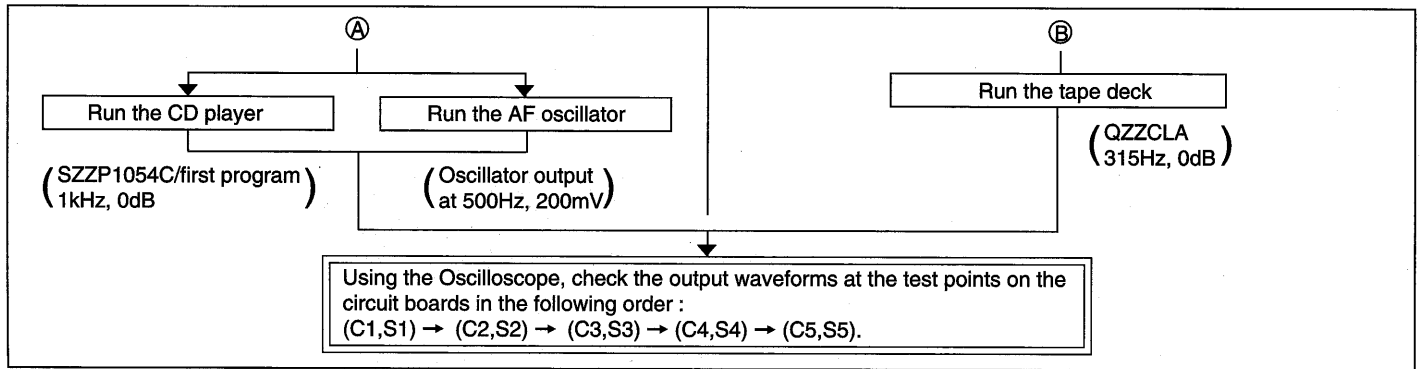 Ⓐ
Run the CD player
Run the AF oscillator
(SZZP1054C/first program
1kHz, 0dB)
(Oscillator output
at 500Hz, 200mV)
Ⓑ
Run the tape deck
(QZZCLA
315Hz, 0dB)
Using the Oscilloscope, check the output waveforms at the test points on the
circuit boards in the following order :
(C1,S1) → (C2,S2) → (C3,S3) → (C4,S4) → (C5,S5).